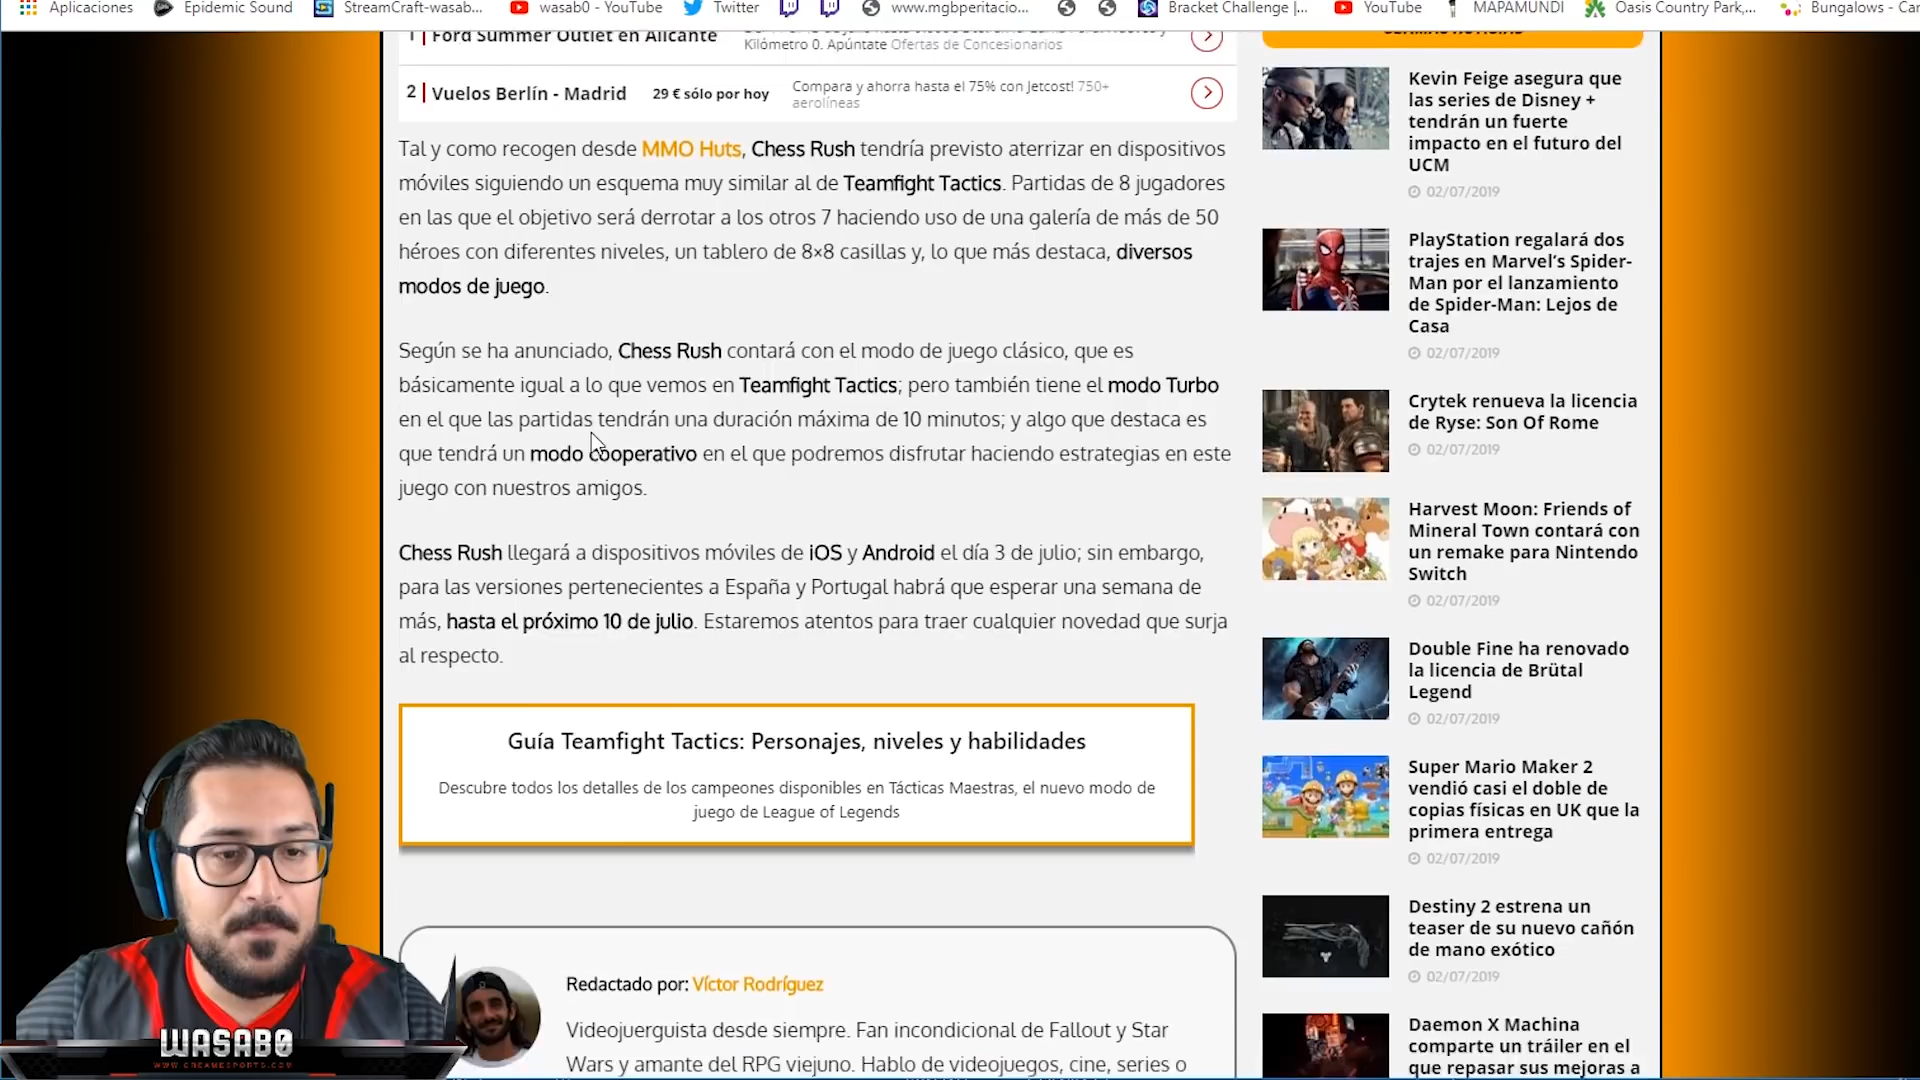 Aplicaciones
Epidemic Sound
StreamCraft-wasab...
wasab0 - YouTube
Twitter
www.mgbperitacio...
Bracket Challenge |...
YouTube
MAPAMUNDI
Oasis Country Park,...
Bungalows - Car
1 | Ford Summer Outlet en Alicante
Kilómetro 0. Apúntate Ofertas de Concesionarios
2 | Vuelos Berlín - Madrid 29 € sólo por hoy
Compara y ahorra hasta el 75% con Jetcost! 750+
aerolíneas
Tal y como recogen desde MMO Huts, Chess Rush tendría previsto aterrizar en dispositivos
móviles siguiendo un esquema muy similar al de Teamfight Tactics. Partidas de 8 jugadores
en las que el objetivo será derrotar a los otros 7 haciendo uso de una galería de más de 50
héroes con diferentes niveles, un tablero de 8×8 casillas y, lo que más destaca, diversos
modos de juego.
Según se ha anunciado, Chess Rush contará con el modo de juego clásico, que es
básicamente igual a lo que vemos en Teamfight Tactics; pero también tiene el modo Turbo
en el que las partidas tendrán una duración máxima de 10 minutos; y algo que destaca es
que tendrá un modo cooperativo en el que podremos disfrutar haciendo estrategias en este
juego con nuestros amigos.
Chess Rush llegará a dispositivos móviles de iOS y Android el día 3 de julio; sin embargo,
para las versiones pertenecientes a España y Portugal habrá que esperar una semana de
más, hasta el próximo 10 de julio. Estaremos atentos para traer cualquier novedad que surja
al respecto.
Guía Teamfight Tactics: Personajes, niveles y habilidades
Descubre todos los detalles de los campeones disponibles en Tácticas Maestras, el nuevo modo de
juego de League of Legends
Redactado por: Víctor Rodríguez
Videojuerguista desde siempre. Fan incondicional de Fallout y Star
Wars y amante del RPG viejuno. Hablo de videojuegos, cine, series o
Kevin Feige asegura que
las series de Disney +
tendrán un fuerte
impacto en el futuro del
UCM
02/07/2019
PlayStation regalará dos
trajes en Marvel's Spider-
Man por el lanzamiento
de Spider-Man: Lejos de
Casa
02/07/2019
Crytek renueva la licencia
de Ryse: Son Of Rome
02/07/2019
Harvest Moon: Friends of
Mineral Town contará con
un remake para Nintendo
Switch
02/07/2019
Double Fine ha renovado
la licencia de Brütal
Legend
02/07/2019
Super Mario Maker 2
vendió casi el doble de
copias físicas en UK que la
primera entrega
02/07/2019
Destiny 2 estrena un
teaser de su nuevo cañón
de mano exótico
02/07/2019
Daemon X Machina
comparte un tráiler en el
que repasar sus mejoras a
WASAB0
WWW.CREAMESPORTS.COM